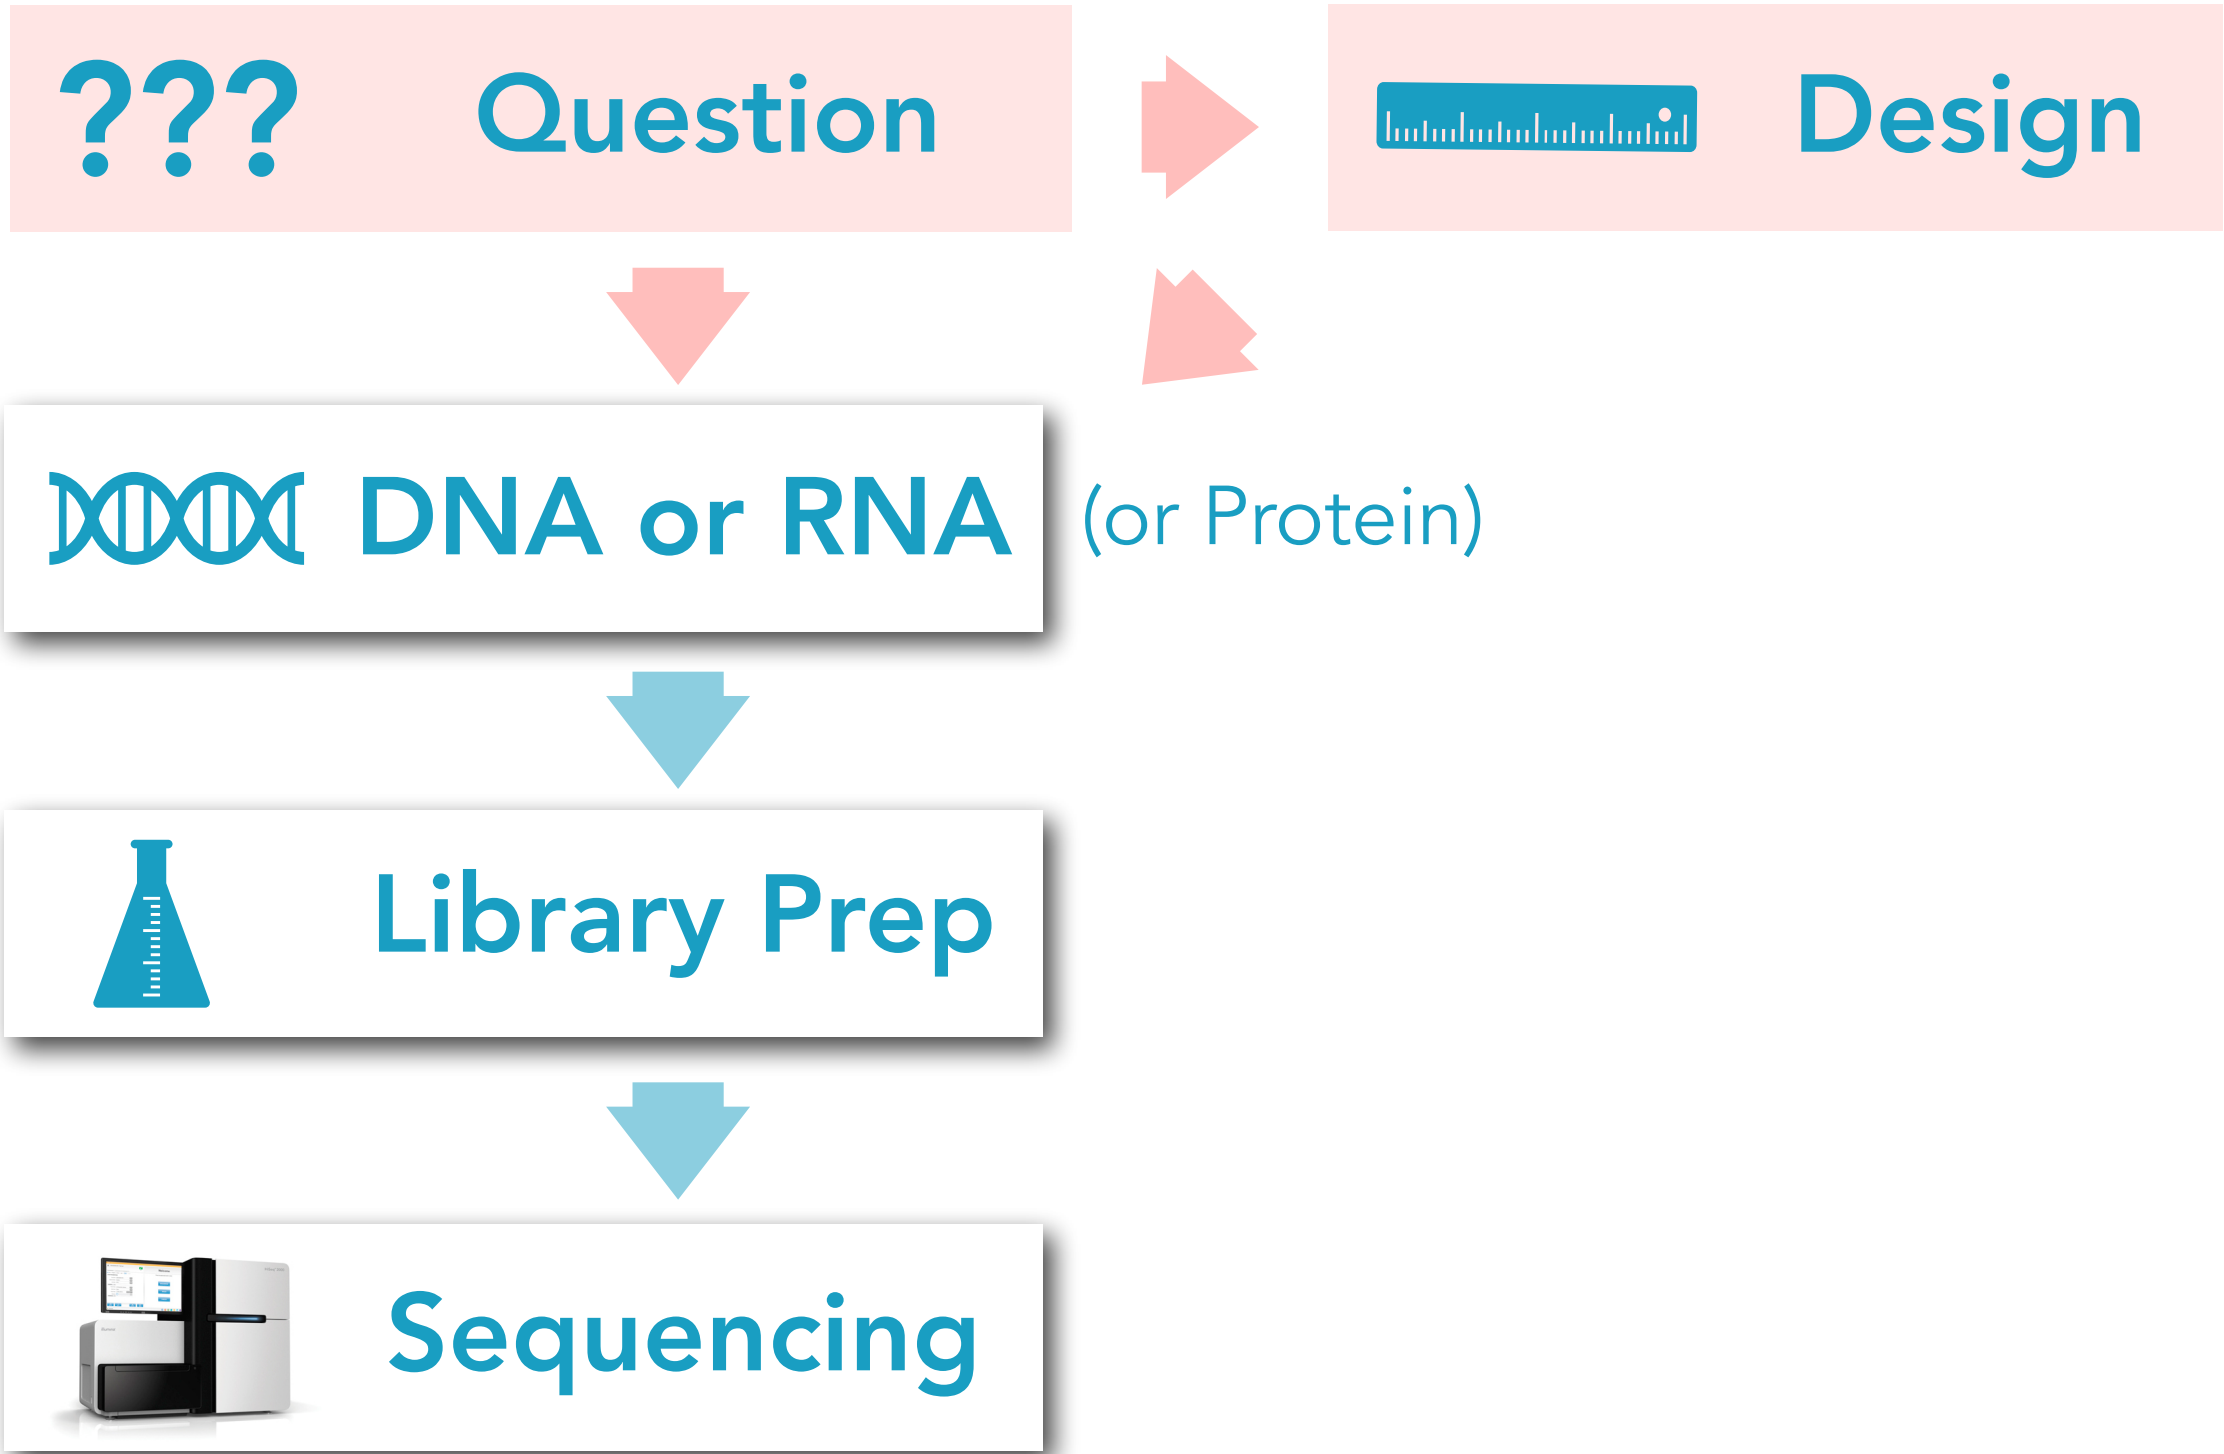 ??? Question
Design
DNA or RNA (or Protein)
Library Prep
Sequencing